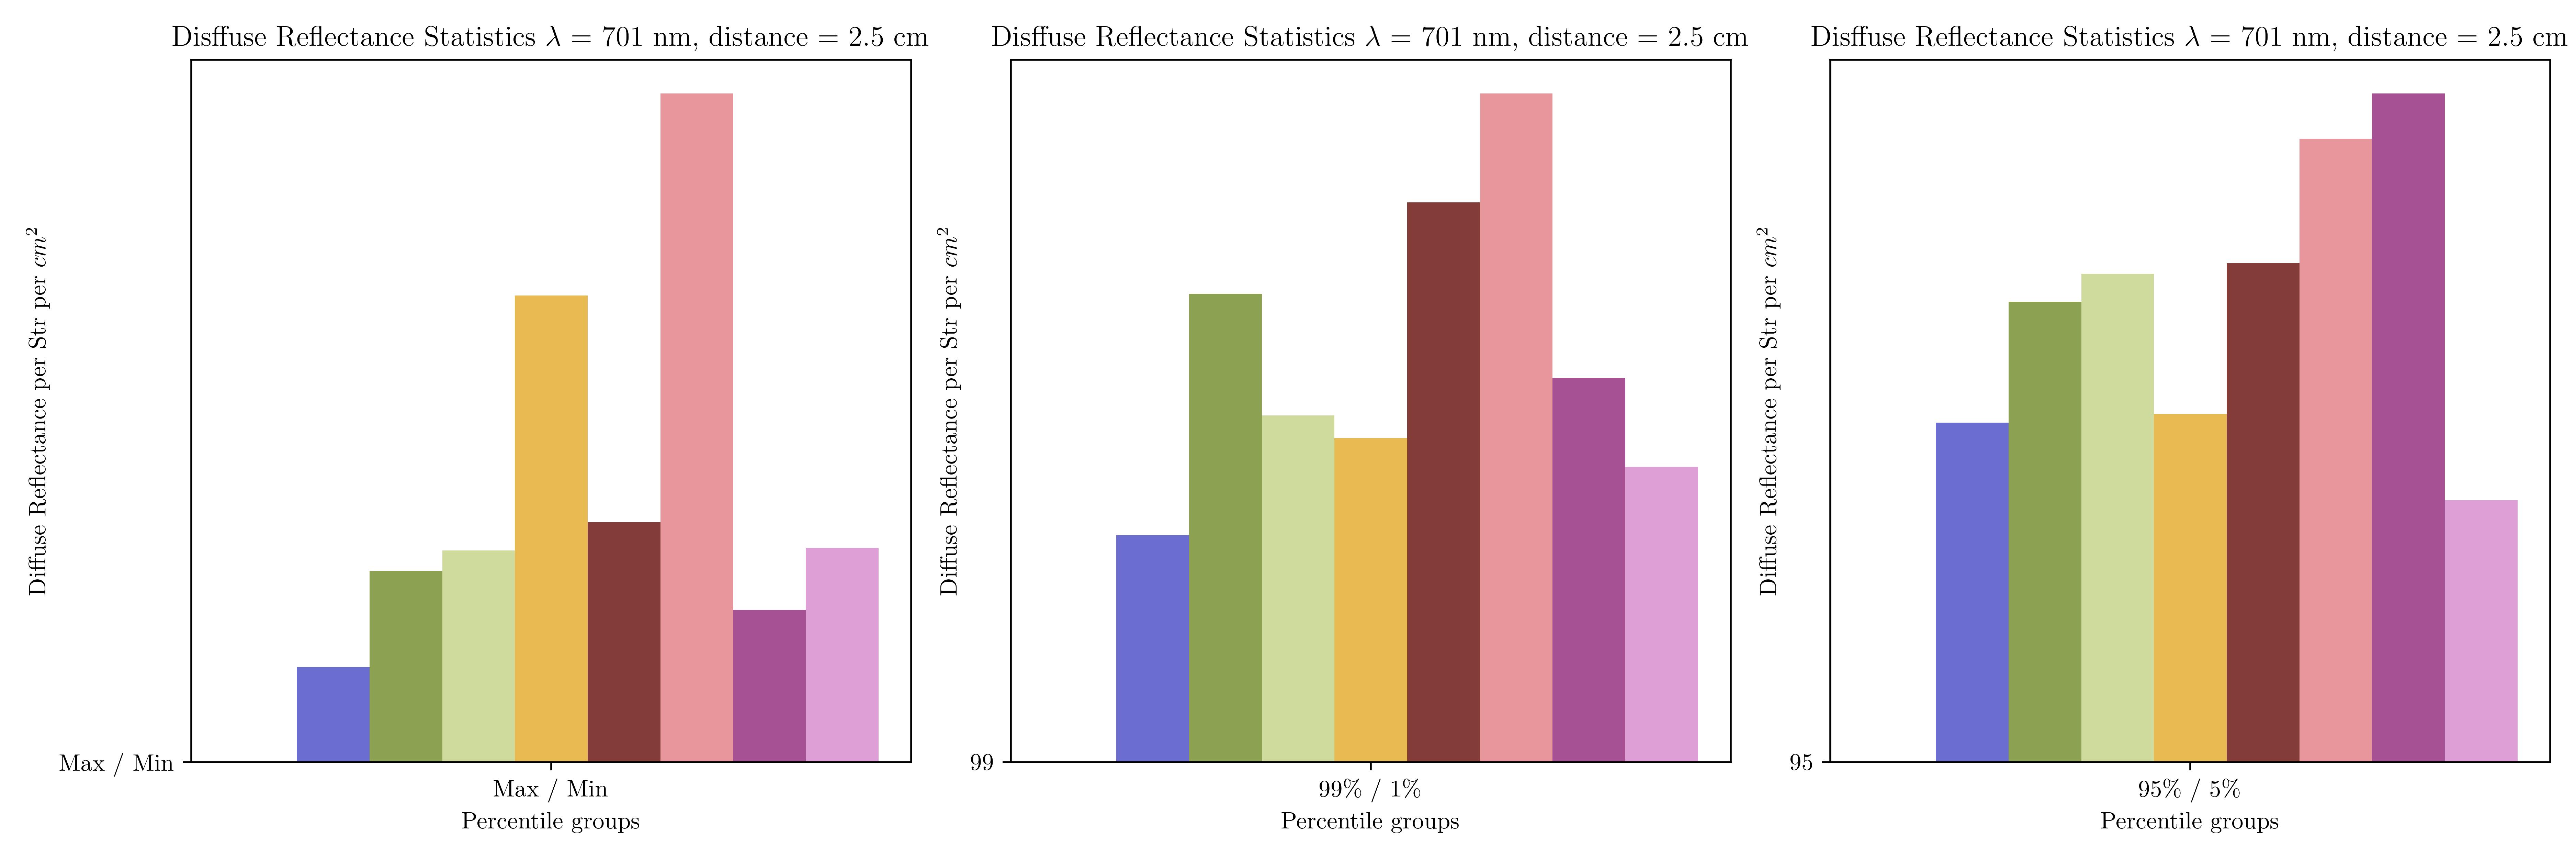 Disffuse Reflectance Statistics λ = 701 nm, distance = 2.5 cm
Diffuse Reflectance per Str per cm²
Max / Min
Max / Min
Percentile groups
Disffuse Reflectance Statistics λ = 701 nm, distance = 2.5 cm
Diffuse Reflectance per Str per cm²
99
99% / 1%
Percentile groups
Disffuse Reflectance Statistics λ = 701 nm, distance = 2.5 cm
Diffuse Reflectance per Str per cm²
95
95% / 5%
Percentile groups